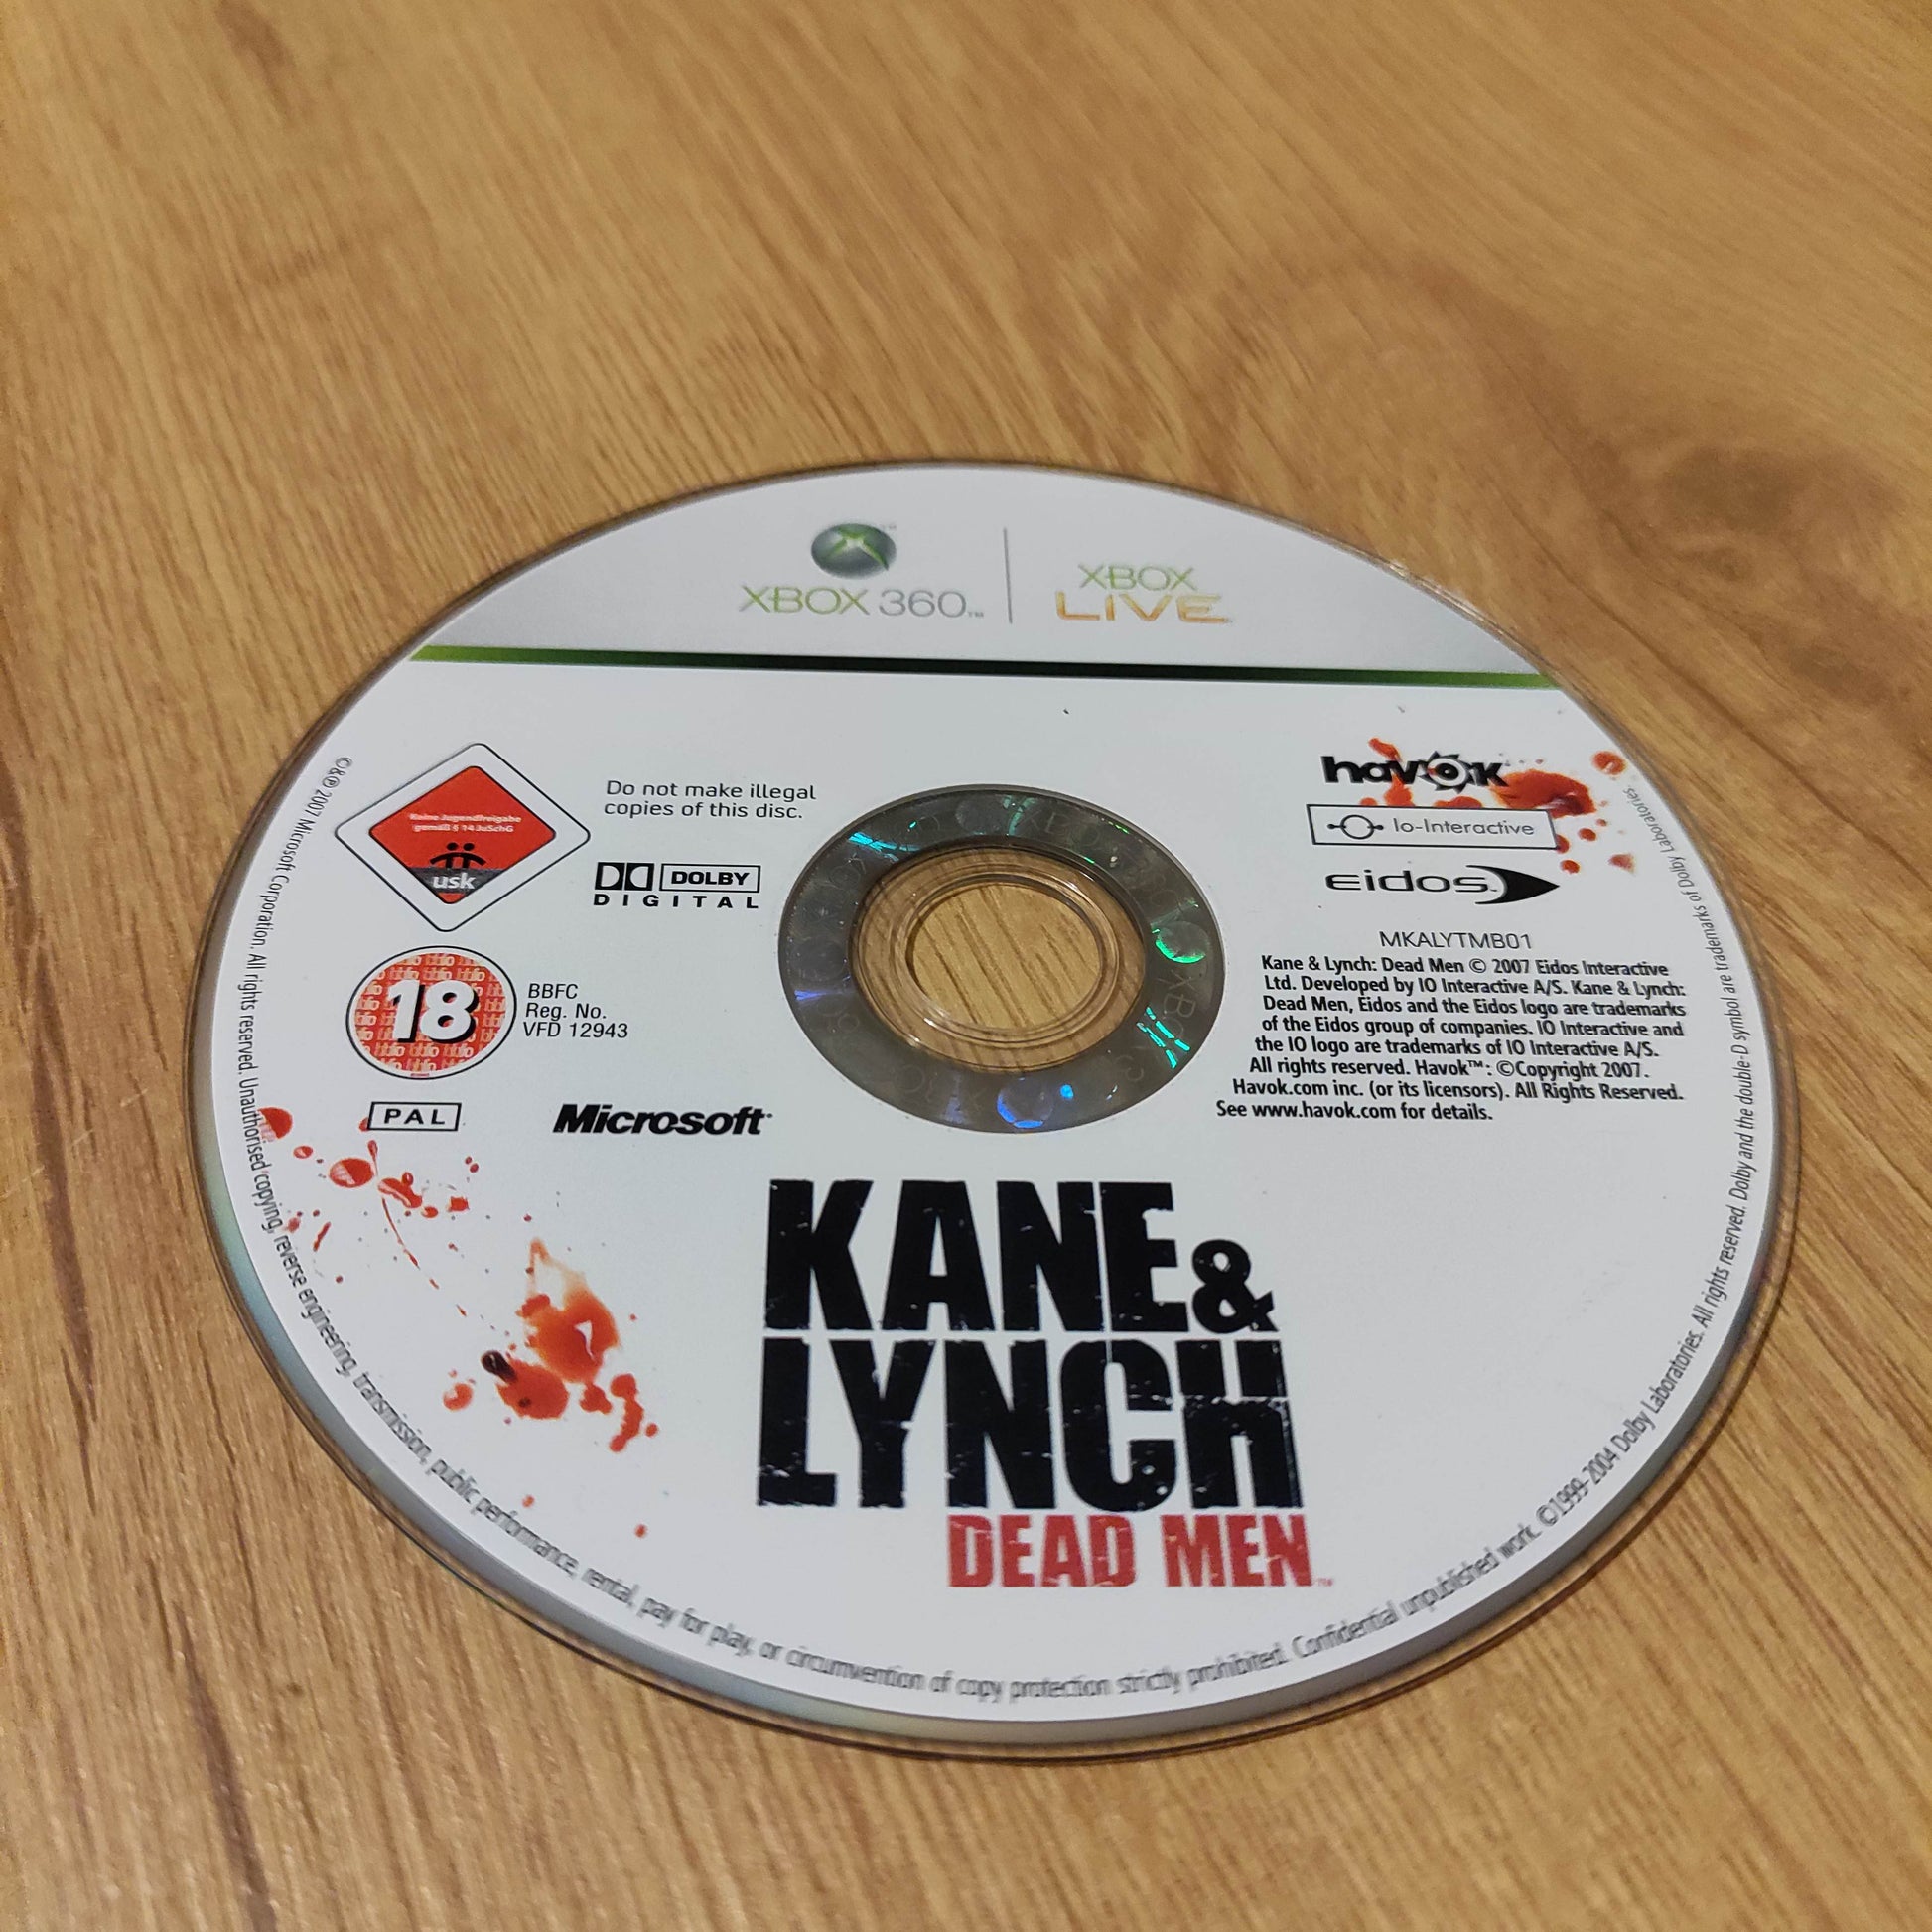 XBOX 360™
XBOX
LIVE
Do not make illegal
copies of this disc.
Keine Jugendfreigabe
gemäß § 14 JuSchG
usk
DOLBY
DIGITAL
havok
Io-Interactive
eidos
18
BBFC
Reg. No.
VFD 12943
PAL
Microsoft
MKALYTMB01
Kane & Lynch: Dead Men © 2007 Eidos Interactive
Ltd. Developed by IO Interactive A/S. Kane & Lynch:
Dead Men, Eidos and the Eidos logo are trademarks
of the Eidos group of companies. IO Interactive and
the IO logo are trademarks of IO Interactive A/S.
All rights reserved. Havok™: ©Copyright 2007.
Havok.com inc. (or its licensors). All Rights Reserved.
See www.havok.com for details.
KANE &
LYNCH
DEAD MEN™
©&℗ 2007 Microsoft Corporation. All rights reserved. Unauthorised copying, reverse engineering, transmission, public performance, rental, pay for play, or circumvention of copy protection strictly prohibited. Confidential unpublished work. ©1999-2004 Dolby Laboratories. All rights reserved. Dolby and the double-D symbol are trademarks of Dolby Laboratories.